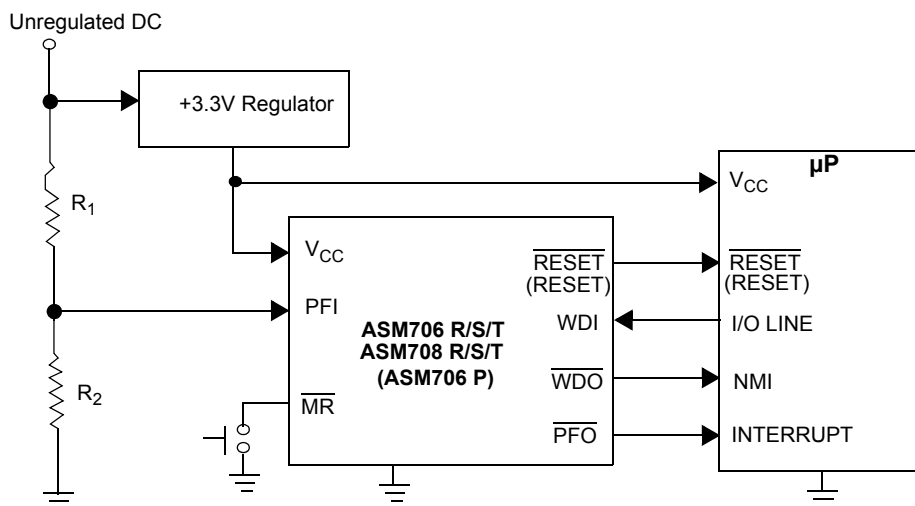 Unregulated DC
+3.3V Regulator
μP
VCC
R1
VCC
RESET
(RESET)
RESET
(RESET)
PFI
WDI
I/O LINE
ASM706 R/S/T
ASM708 R/S/T
(ASM706 P)
R2
MR
WDO
NMI
PFO
INTERRUPT